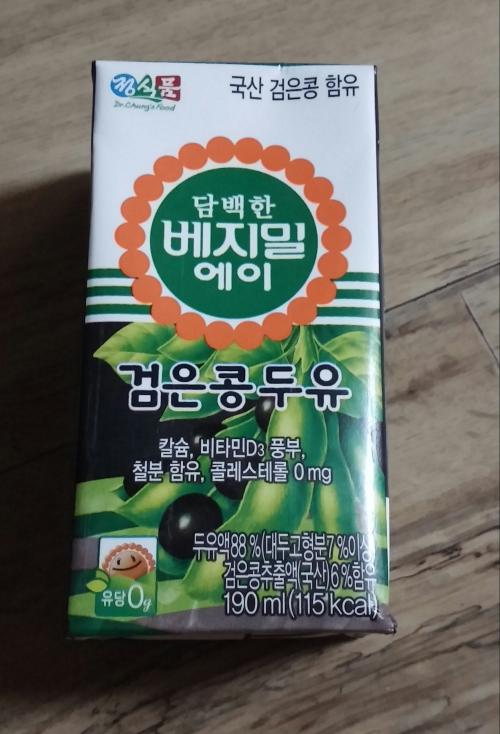 정식품
Dr.Chung's Food
국산 검은콩 함유
담백한
베지밀
에이
검은콩두유
칼슘, 비타민D3 풍부,
철분 함유, 콜레스테롤 0mg
두유액88%(대두고형분7%이상)
검은콩추출액(국산)6%함유
190 ml(115 kcal)
유당0g